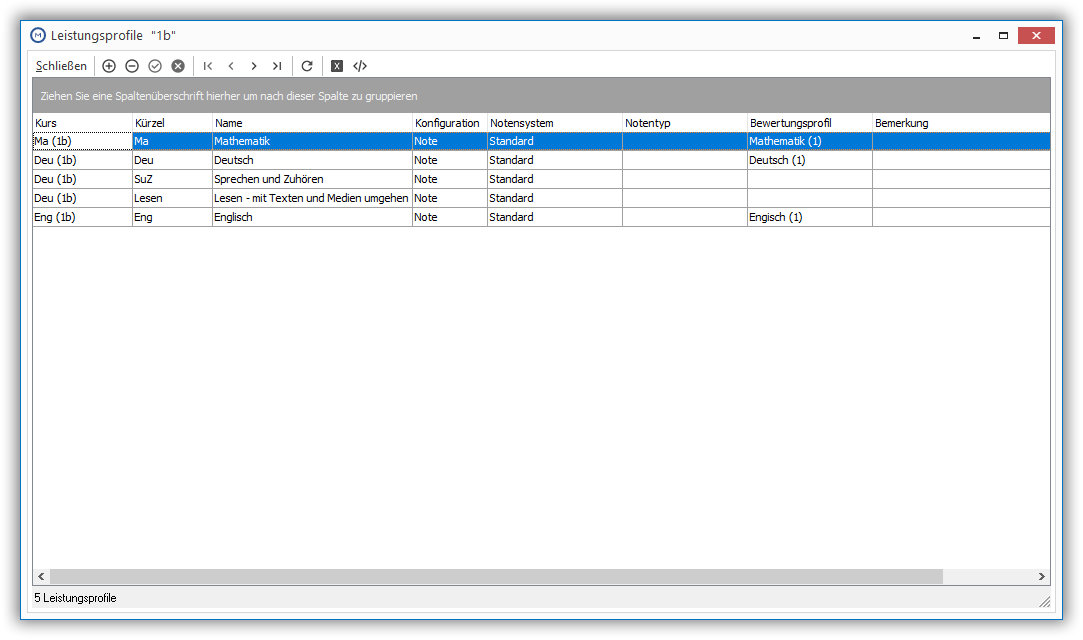 Leistungsprofile "1b"
Schließen
Ziehen Sie eine Spaltenüberschrift hierher um nach dieser Spalte zu gruppieren
Kurs Kürzel Name Konfiguration Notensystem Notentyp Bewertungsprofil Bemerkung
Ma (1b) Ma Mathematik Note Standard Mathematik (1)
Deu (1b) Deu Deutsch Note Standard Deutsch (1)
Deu (1b) SuZ Sprechen und Zuhören Note Standard
Deu (1b) Lesen Lesen - mit Texten und Medien umgehen Note Standard
Eng (1b) Eng Englisch Note Standard Engisch (1)
5 Leistungsprofile